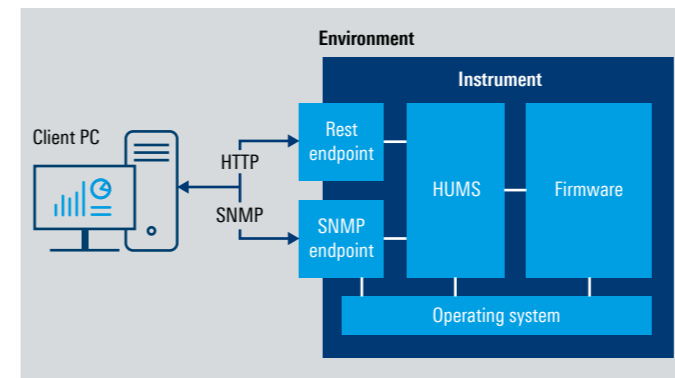 Environment
Instrument
Client PC
HTTP
SNMP
Rest
endpoint
SNMP
endpoint
HUMS
Firmware
Operating system